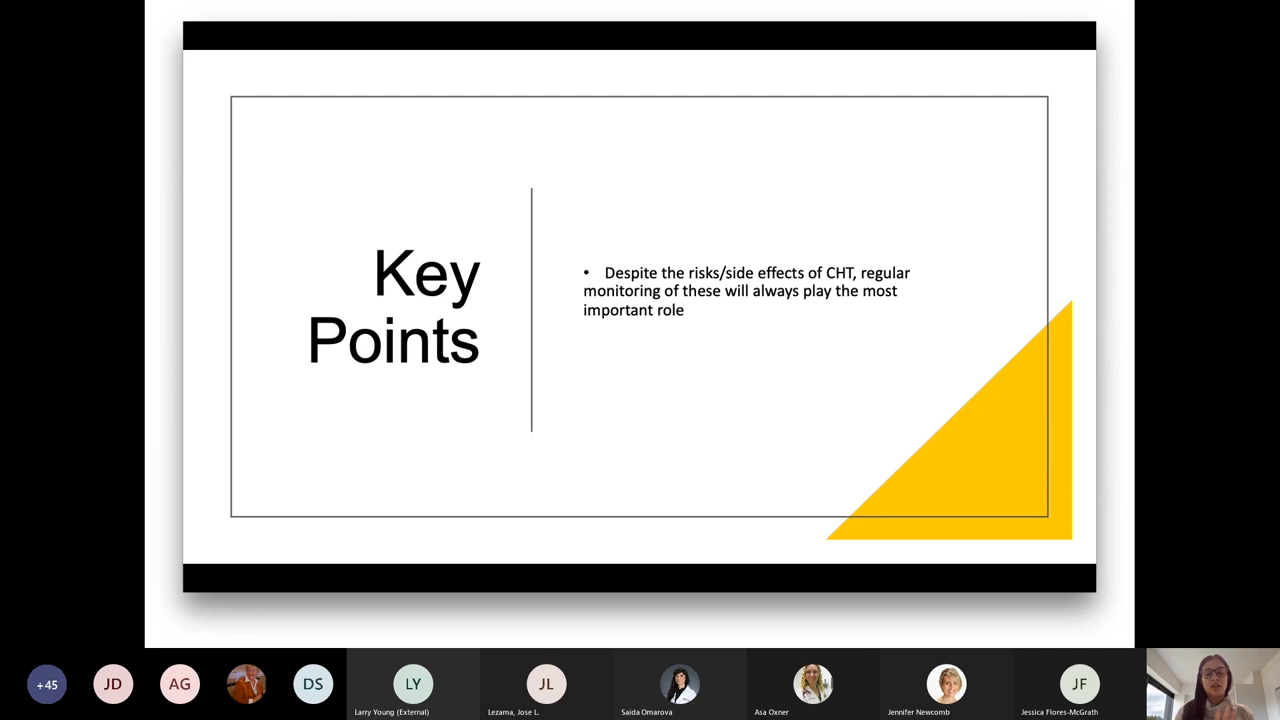 Key
Points
• Despite the risks/side effects of CHT, regular
monitoring of these will always play the most
important role
+45
JD
AG
DS
LY
JL
JF
Larry Young (External)
Lezama, Jose L.
Saida Omarova
Asa Oxner
Jennifer Newcomb
Jessica Flores-McGrath